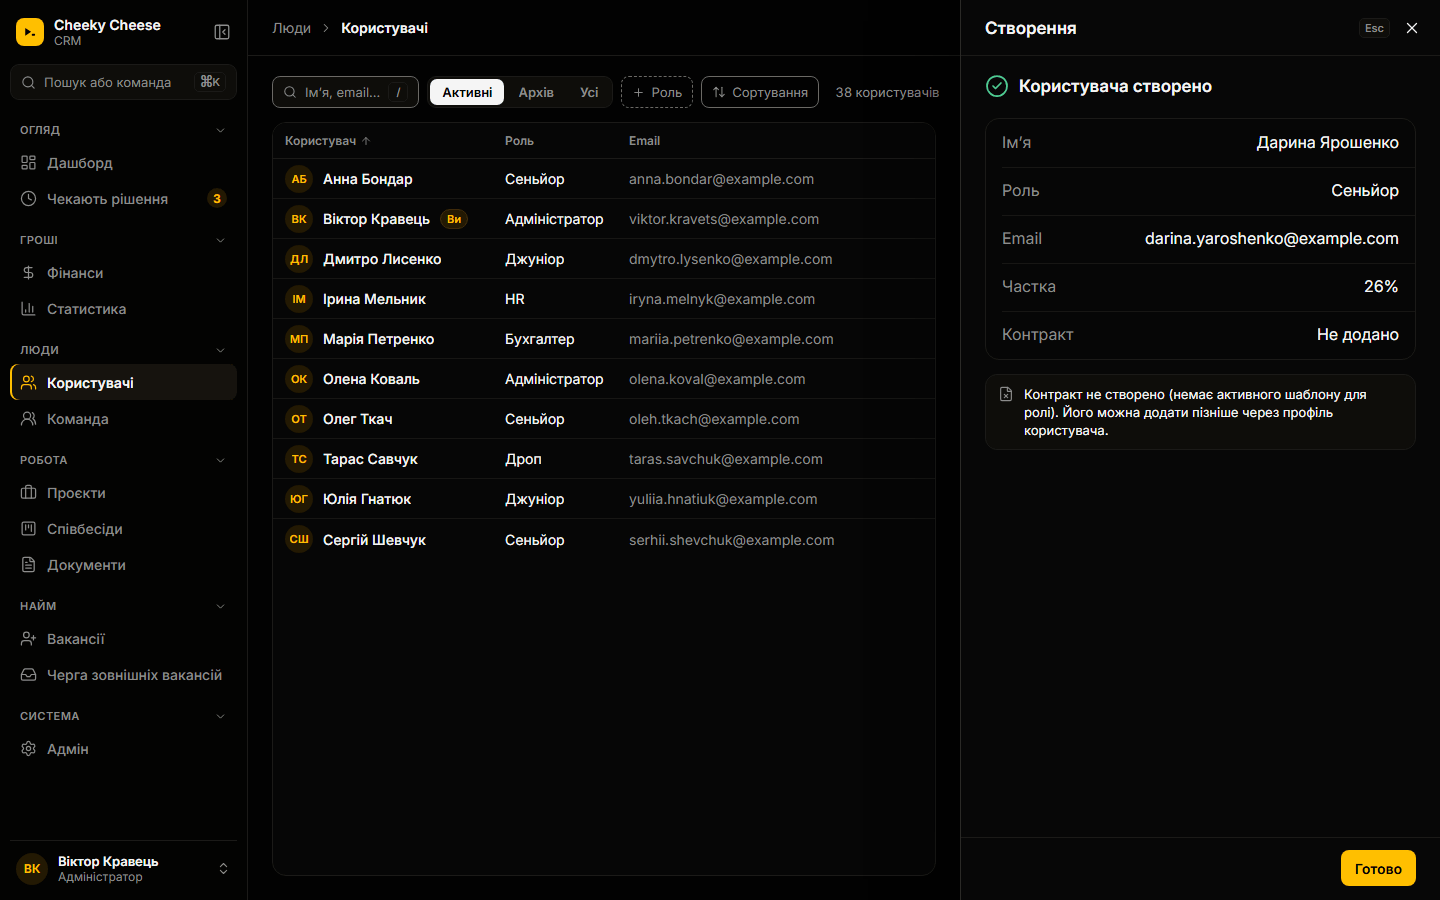 Cheeky Cheese
CRM
Пошук або команда
⌘K
ОГЛЯД
Дашборд
Чекають рішення
3
ГРОШІ
Фінанси
Статистика
ЛЮДИ
Користувачі
Команда
РОБОТА
Проєкти
Співбесіди
Документи
НАЙМ
Вакансії
Черга зовнішніх вакансій
СИСТЕМА
Адмін
ВК
Віктор Кравець
Адміністратор
Люди > Користувачі
Ім'я, email... /
Активні Архів Усі
+ Роль
Сортування
38 користувачів
Користувач ↑ Роль Email
АБ Анна Бондар Сеньйор anna.bondar@example.com
ВК Віктор Кравець Ви Адміністратор viktor.kravets@example.com
ДЛ Дмитро Лисенко Джуніор dmytro.lysenko@example.com
ІМ Ірина Мельник HR iryna.melnyk@example.com
МП Марія Петренко Бухгалтер mariia.petrenko@example.com
ОК Олена Коваль Адміністратор olena.koval@example.com
ОТ Олег Ткач Сеньйор oleh.tkach@example.com
ТС Тарас Савчук Дроп taras.savchuk@example.com
ЮГ Юлія Гнатюк Джуніор yuliia.hnatiuk@example.com
СШ Сергій Шевчук Сеньйор serhii.shevchuk@example.com
Створення
Esc
Користувача створено
Ім'я Дарина Ярошенко
Роль Сеньйор
Email darina.yaroshenko@example.com
Частка 26%
Контракт Не додано
Контракт не створено (немає активного шаблону для
ролі). Його можна додати пізніше через профіль
користувача.
Готово